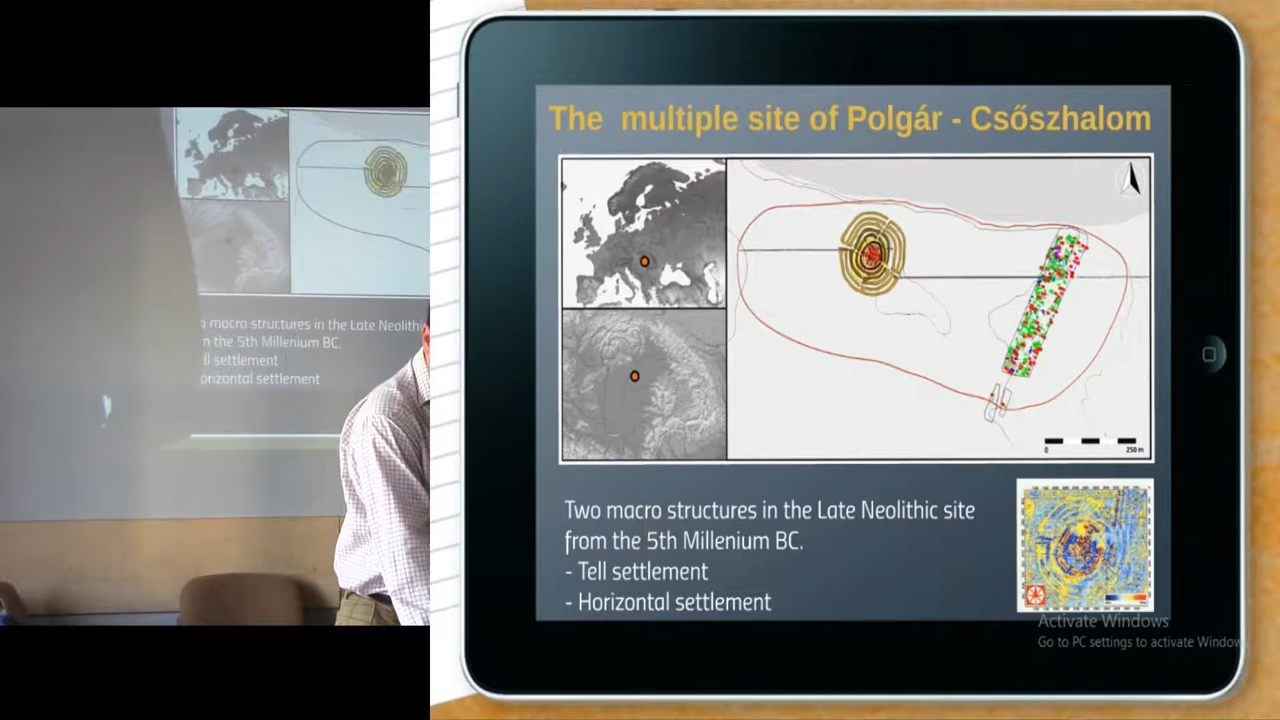 The multiple site of Polgár - Csőszhalom
0
250 m
Two macro structures in the Late Neolithic site
from the 5th Millenium BC.
- Tell settlement
- Horizontal settlement
Activate Windows
Go to PC settings to activate Window
macro structures in the Late Neolithi
n the 5th Millenium BC.
ll settlement
orizontal settlement